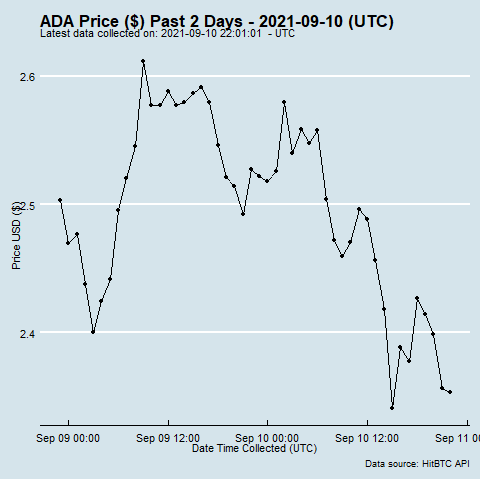 ADA Price ($) Past 2 Days - 2021-09-10 (UTC)
Latest data collected on: 2021-09-10 22:01:01 - UTC
2.6
2.5
2.4
Price USD ($)
Sep 09 00:00 Sep 09 12:00 Sep 10 00:00 Sep 10 12:00 Sep 11 0
Date Time Collected (UTC)
Data source: HitBTC API